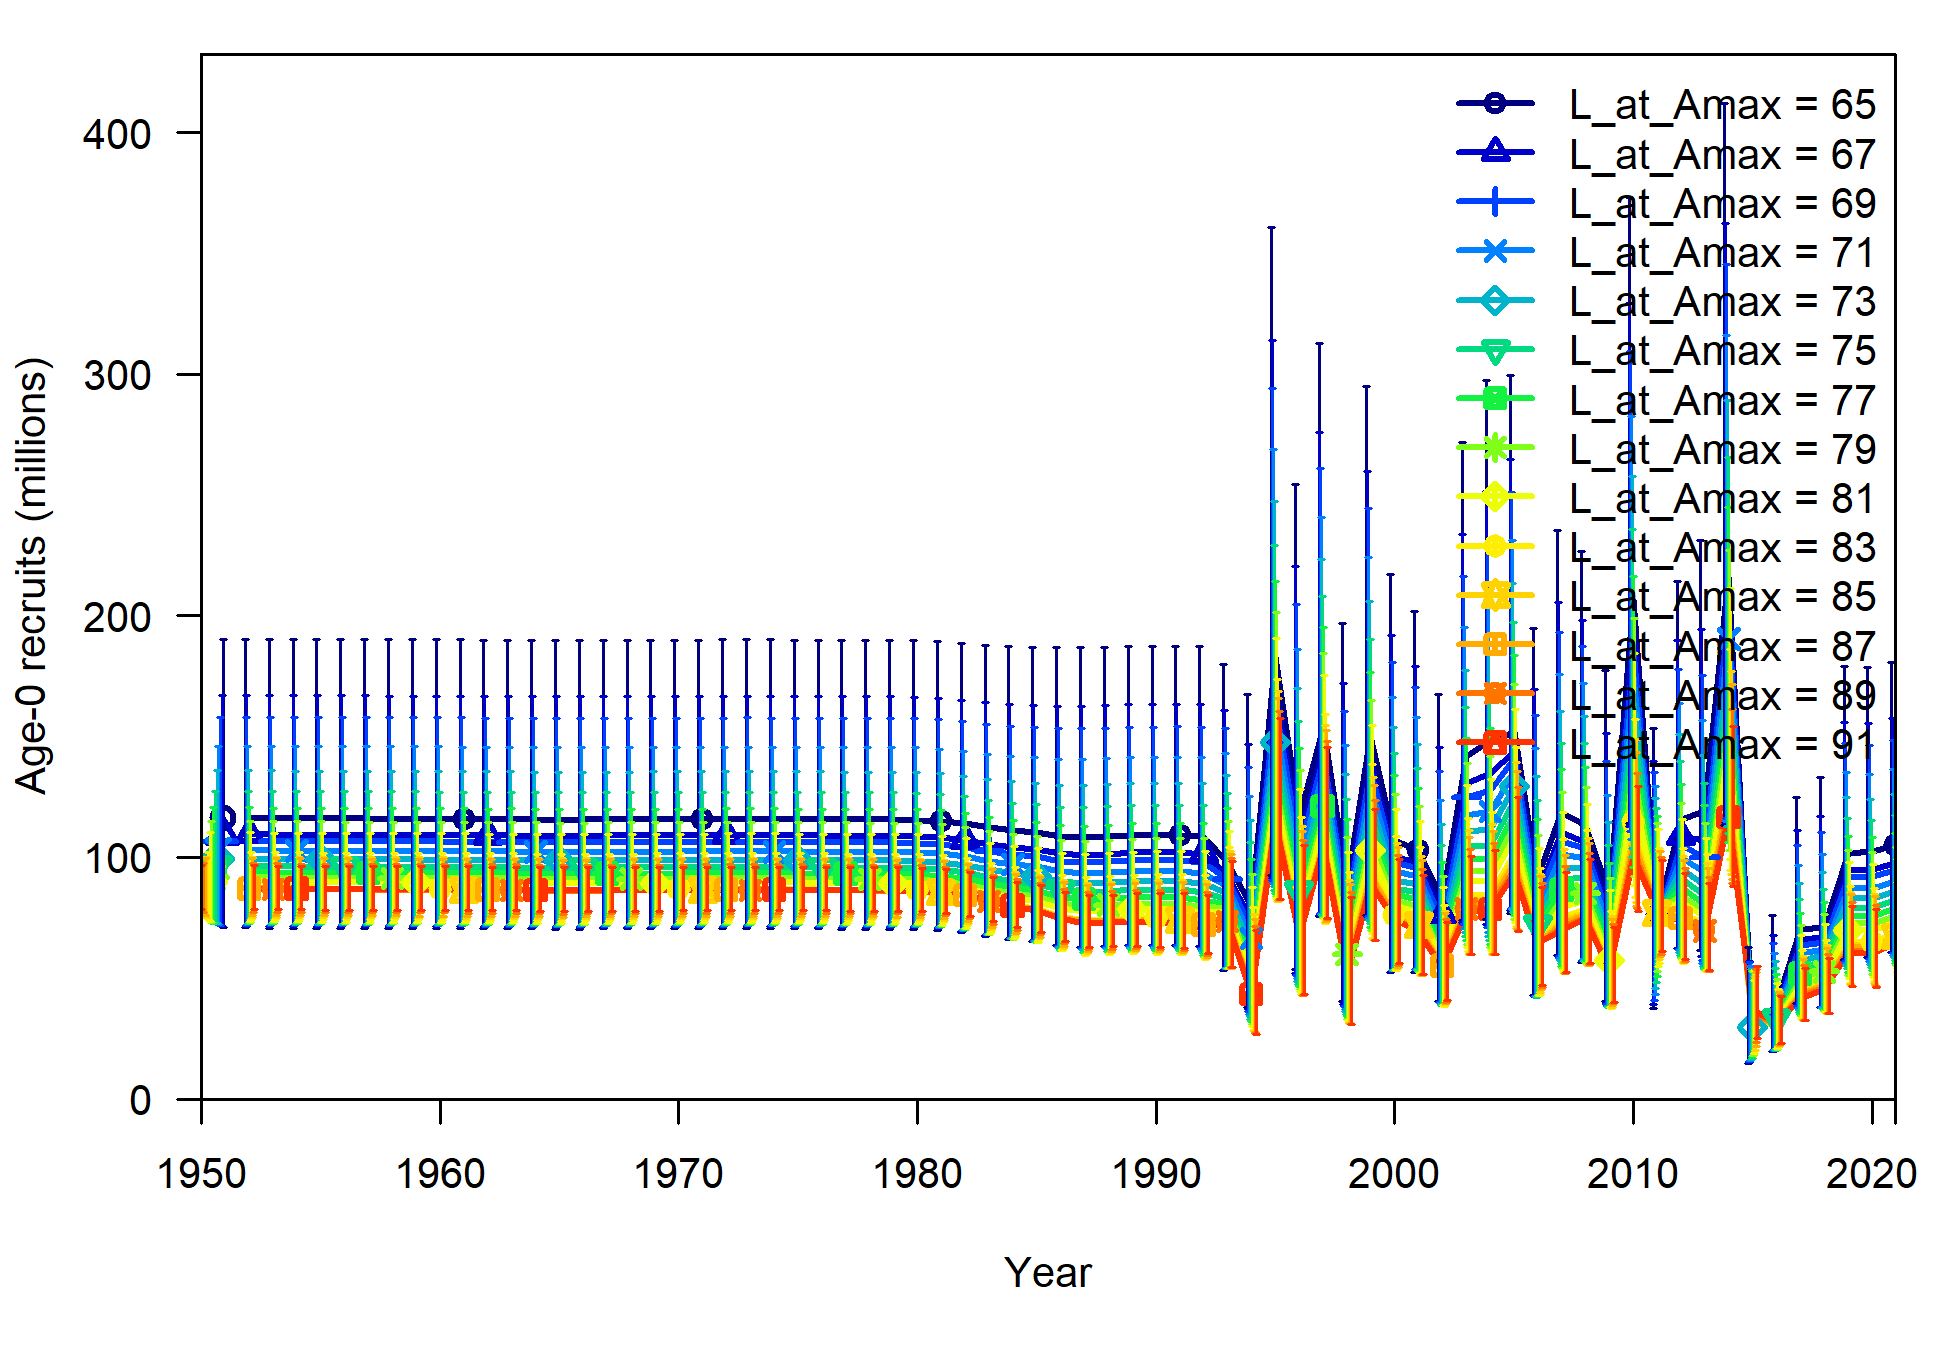 Age-0 recruits (millions)
400
300
200
100
0
L_at_Amax = 65
L_at_Amax = 67
L_at_Amax = 69
L_at_Amax = 71
L_at_Amax = 73
L_at_Amax = 75
L_at_Amax = 77
L_at_Amax = 79
L_at_Amax = 81
L_at_Amax = 83
L_at_Amax = 85
L_at_Amax = 87
L_at_Amax = 89
L_at_Amax = 91
1950 1960 1970 1980 1990 2000 2010 2020
Year